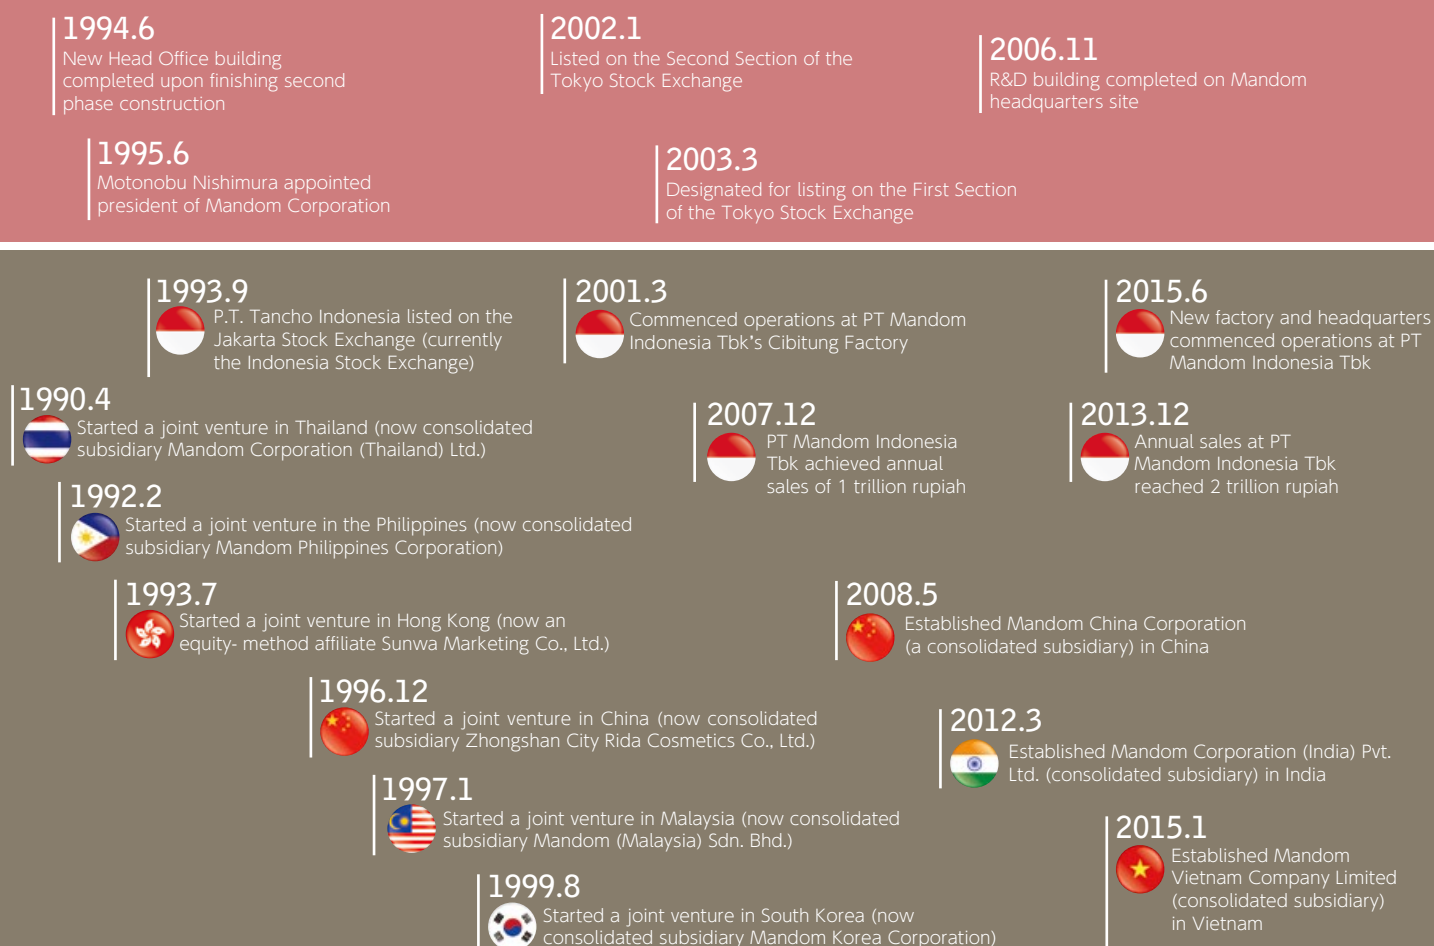 1994.6
New Head Office building
completed upon finishing second
phase construction
1995.6
Motonobu Nishimura appointed
president of Mandom Corporation
2002.1
Listed on the Second Section of the
Tokyo Stock Exchange
2003.3
Designated for listing on the First Section
of the Tokyo Stock Exchange
2006.11
R&D building completed on Mandom
headquarters site
1993.9
P.T. Tancho Indonesia listed on the
Jakarta Stock Exchange (currently
the Indonesia Stock Exchange)
2001.3
Commenced operations at PT Mandom
Indonesia Tbk's Cibitung Factory
2015.6
New factory and headquarters
commenced operations at PT
Mandom Indonesia Tbk
1990.4
Started a joint venture in Thailand (now consolidated
subsidiary Mandom Corporation (Thailand) Ltd.)
2007.12
PT Mandom Indonesia
Tbk achieved annual
sales of 1 trillion rupiah
2013.12
Annual sales at PT
Mandom Indonesia Tbk
reached 2 trillion rupiah
1992.2
Started a joint venture in the Philippines (now consolidated
subsidiary Mandom Philippines Corporation)
1993.7
Started a joint venture in Hong Kong (now an
equity- method affiliate Sunwa Marketing Co., Ltd.)
2008.5
Established Mandom China Corporation
(a consolidated subsidiary) in China
1996.12
Started a joint venture in China (now consolidated
subsidiary Zhongshan City Rida Cosmetics Co., Ltd.)
2012.3
Established Mandom Corporation (India) Pvt.
Ltd. (consolidated subsidiary) in India
1997.1
Started a joint venture in Malaysia (now consolidated
subsidiary Mandom (Malaysia) Sdn. Bhd.)
2015.1
Established Mandom
Vietnam Company Limited
(consolidated subsidiary)
in Vietnam
1999.8
Started a joint venture in South Korea (now
consolidated subsidiary Mandom Korea Corporation)